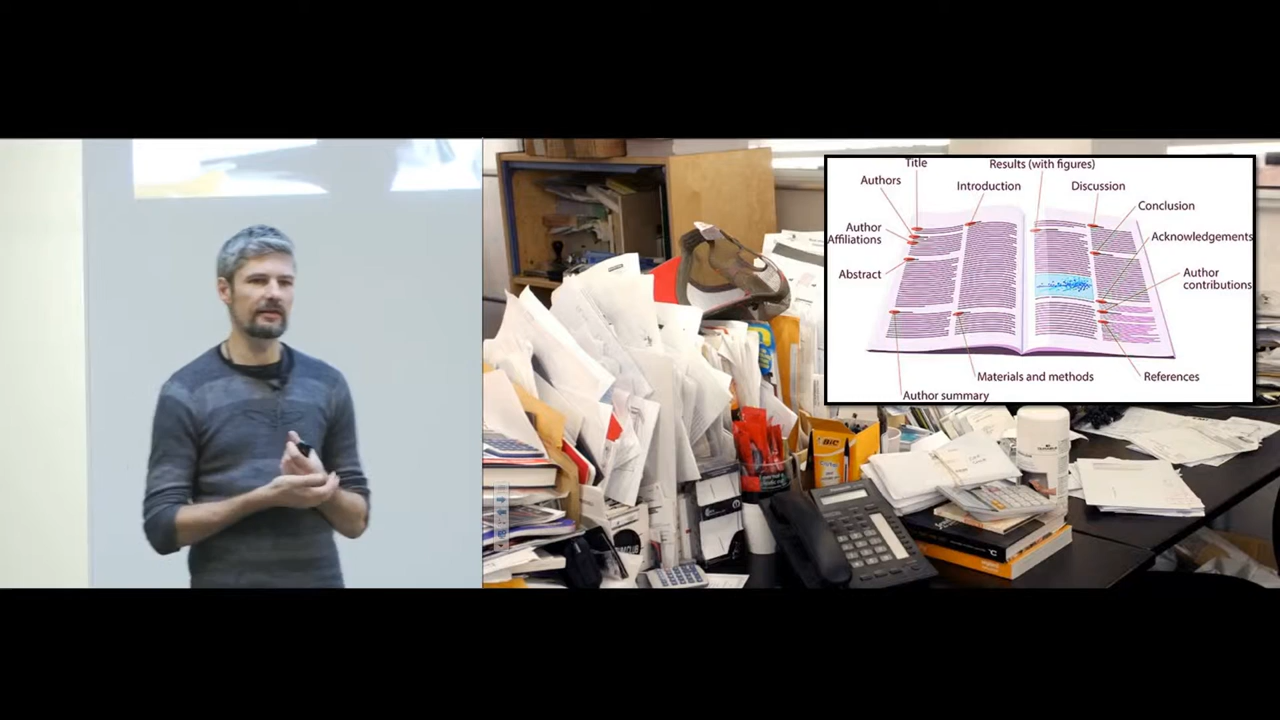 Title
Results (with figures)
Authors
Introduction
Discussion
Conclusion
Author
Affiliations
Acknowledgements
Abstract
Author
contributions
Materials and methods
References
Author summary
BIC